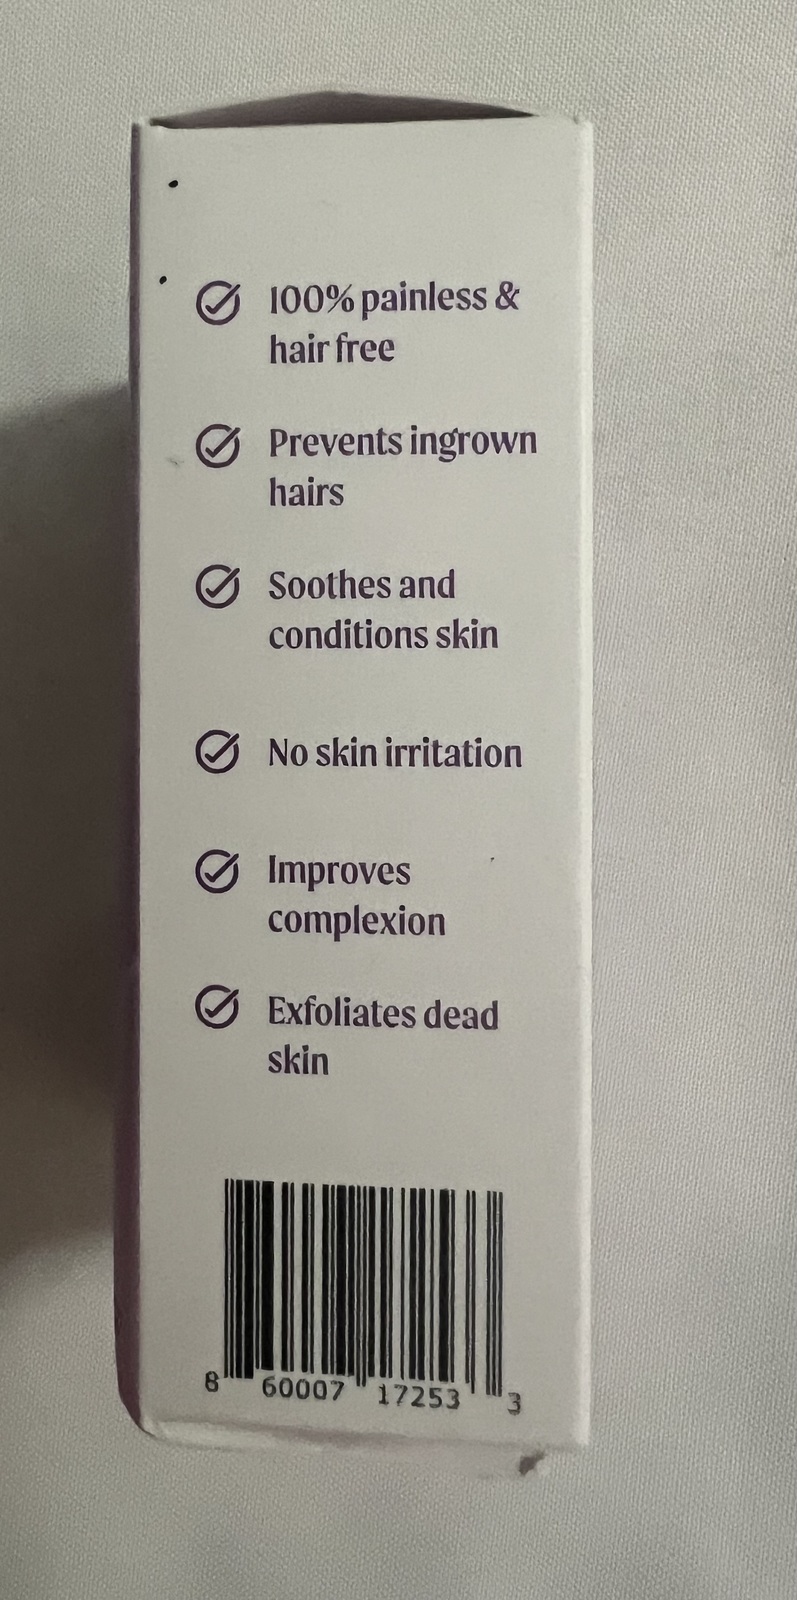 100% painless &
hair free
Prevents ingrown
hairs
Soothes and
conditions skin
No skin irritation
Improves
complexion
Exfoliates dead
skin
8 60007 17253 3